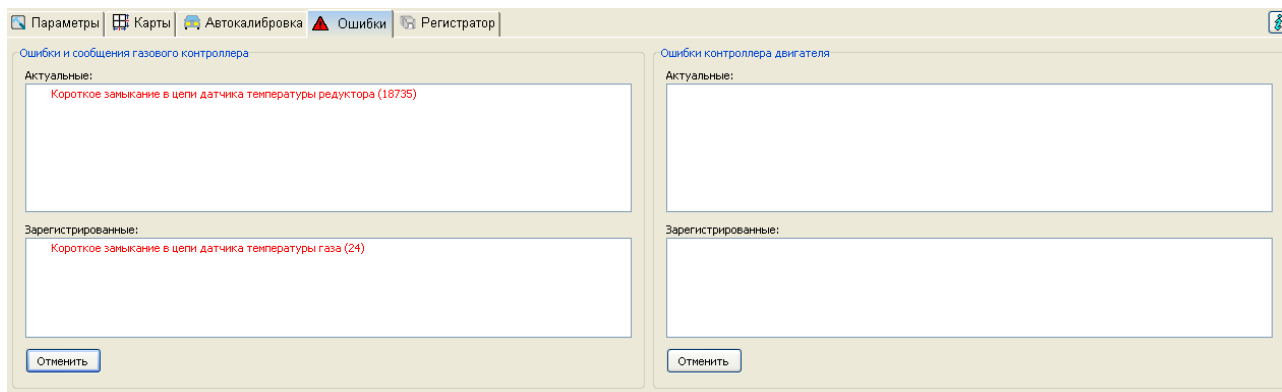 Параметры Карты Автокалибровка Ошибки Регистратор
Ошибки и сообщения газового контроллера
Актуальные:
Короткое замыкание в цепи датчика температуры редуктора (18735)
Зарегистрированные:
Короткое замыкание в цепи датчика температуры газа (24)
Отменить
Ошибки контроллера двигателя
Актуальные:
Зарегистрированные:
Отменить